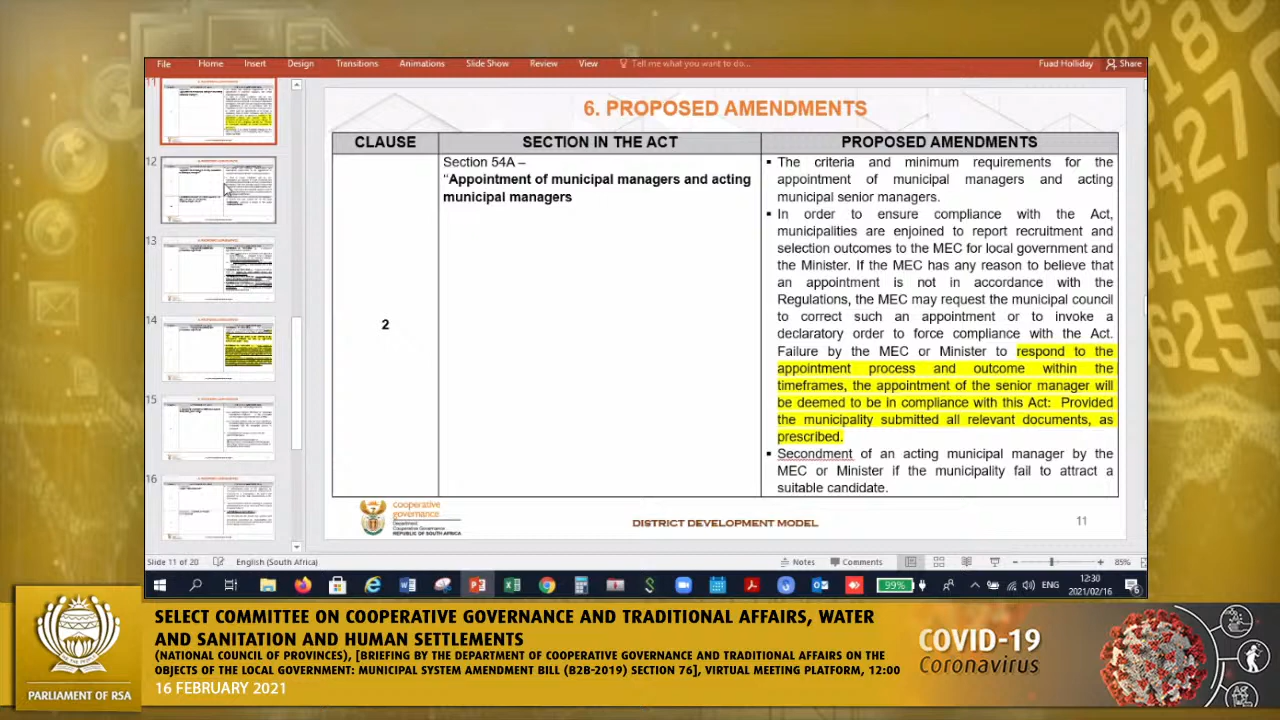 File Home Insert Design Transitions Animations Slide Show Review View Tell me what you want to do... Fuad Holliday Share
11
12
13
14
15
16
6. PROPOSED AMENDMENTS
CLAUSE SECTION IN THE ACT PROPOSED AMENDMENTS
2
Section 54A –
"Appointment of municipal managers and acting
municipal managers
▪ The criteria and minimum requirements for the
appointment of municipal managers and acting
municipal senior managers.
▪ In order to ensure compliance with the Act,
municipalities are enjoined to report recruitment and
selection outcome to the MEC for local government and
the Minister. If the MEC has any reason to believe that
an appointment is not in accordance with the
Regulations, the MEC may request the municipal council
to correct such an appointment or to invoke a
declaratory order to force compliance with the Act.
Failure by the MEC or Minister to respond to the
appointment process and outcome within the
timeframes, the appointment of the senior manager will
be deemed to be in compliance with this Act: Provided
the municipality submitted all relevant documents, as
prescribed.
▪ Secondment of an acting municipal manager by the
MEC or Minister if the municipality fail to attract a
suitable candidate.
cooperative
governance
Department:
Cooperative Governance
REPUBLIC OF SOUTH AFRICA
DISTRICT DEVELOPMENT MODEL
11
Slide 11 of 20 English (South Africa) Notes Comments 85%
99% ENG 12:30
2021/02/16
6
SELECT COMMITTEE ON COOPERATIVE GOVERNANCE AND TRADITIONAL AFFAIRS, WATER
AND SANITATION AND HUMAN SETTLEMENTS
(NATIONAL COUNCIL OF PROVINCES), [BRIEFING BY THE DEPARTMENT OF COOPERATIVE GOVERNANCE AND TRADITIONAL AFFAIRS ON THE
OBJECTS OF THE LOCAL GOVERNMENT: MUNICIPAL SYSTEM AMENDMENT BILL (B2B-2019) SECTION 76], VIRTUAL MEETING PLATFORM, 12:00
16 FEBRUARY 2021
PARLIAMENT OF RSA
COVID-19
Coronavirus